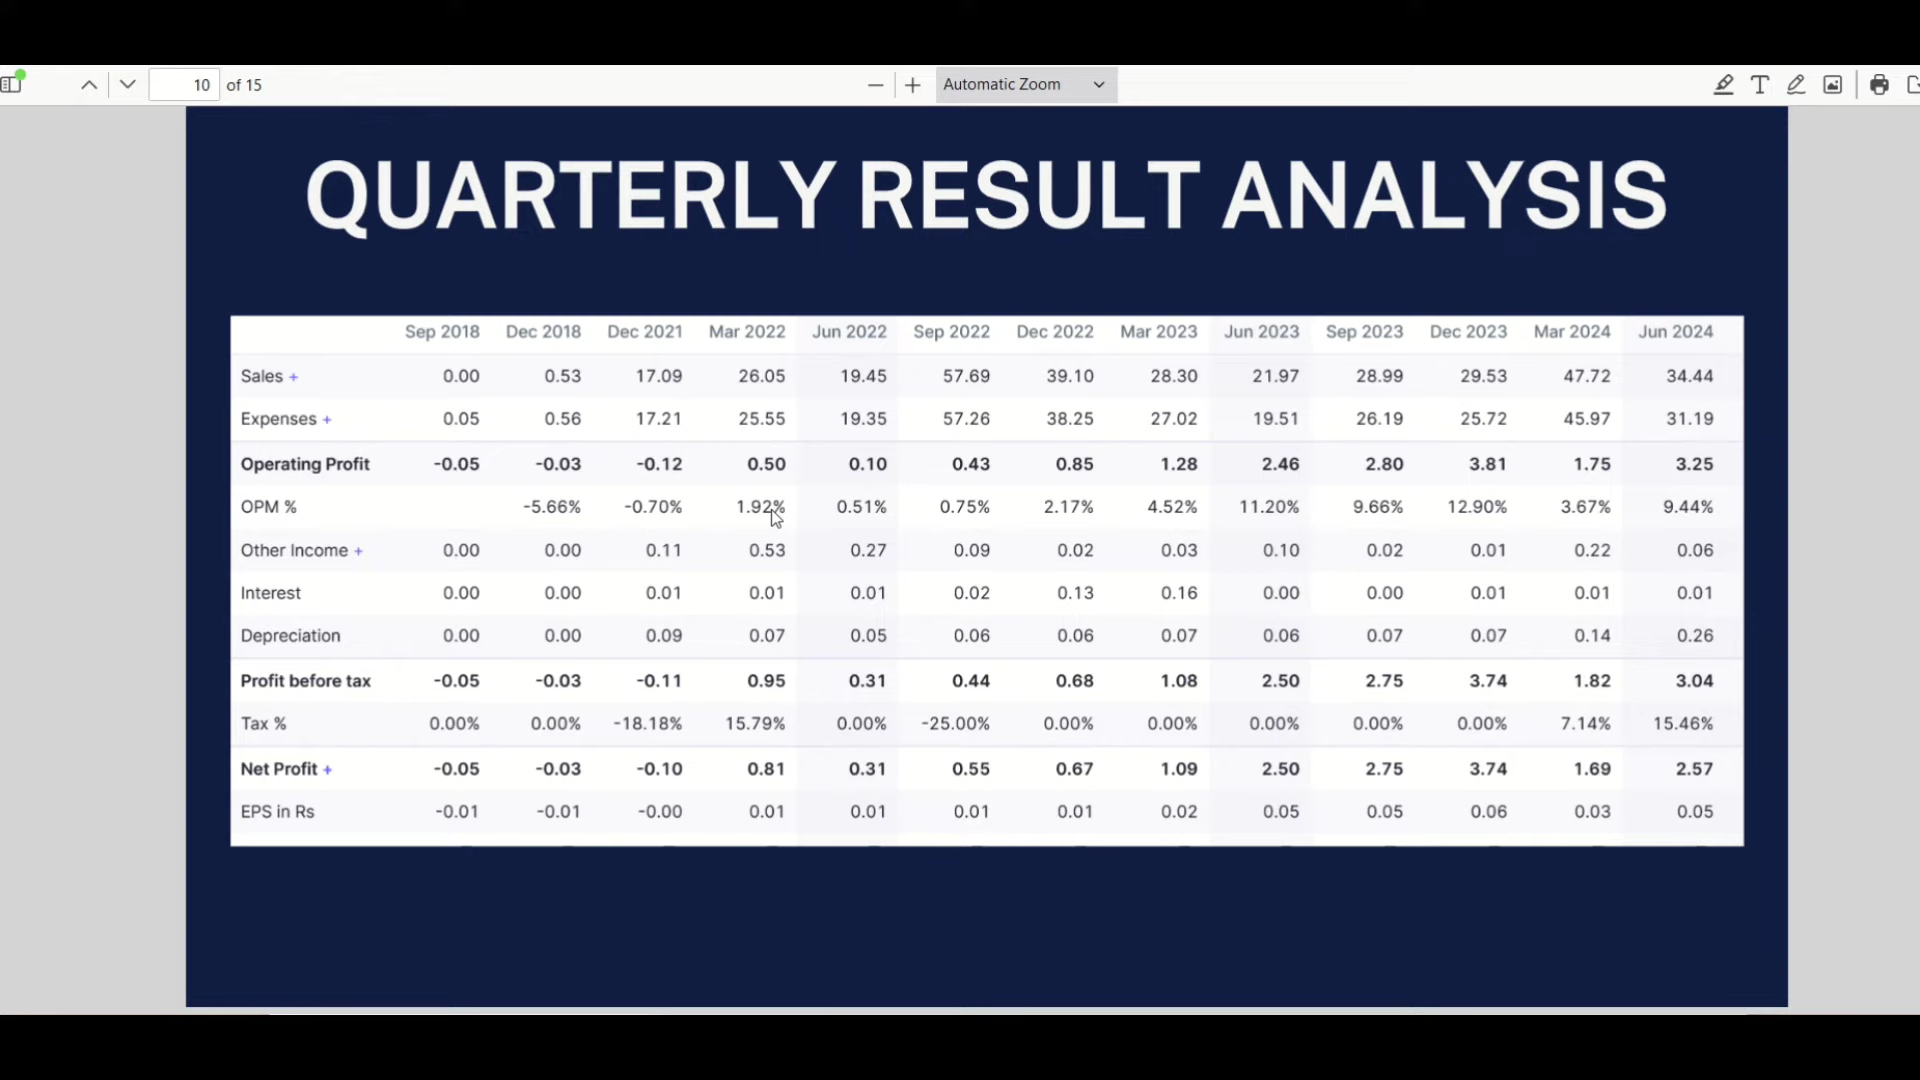 10 of 15 Automatic Zoom
QUARTERLY RESULT ANALYSIS
Sep 2018 Dec 2018 Dec 2021 Mar 2022 Jun 2022 Sep 2022 Dec 2022 Mar 2023 Jun 2023 Sep 2023 Dec 2023 Mar 2024 Jun 2024
Sales + 0.00 0.53 17.09 26.05 19.45 57.69 39.10 28.30 21.97 28.99 29.53 47.72 34.44
Expenses + 0.05 0.56 17.21 25.55 19.35 57.26 38.25 27.02 19.51 26.19 25.72 45.97 31.19
Operating Profit -0.05 -0.03 -0.12 0.50 0.10 0.43 0.85 1.28 2.46 2.80 3.81 1.75 3.25
OPM % -5.66% -0.70% 1.92% 0.51% 0.75% 2.17% 4.52% 11.20% 9.66% 12.90% 3.67% 9.44%
Other Income + 0.00 0.00 0.11 0.53 0.27 0.09 0.02 0.03 0.10 0.02 0.01 0.22 0.06
Interest 0.00 0.00 0.01 0.01 0.01 0.02 0.13 0.16 0.00 0.00 0.01 0.01 0.01
Depreciation 0.00 0.00 0.09 0.07 0.05 0.06 0.06 0.07 0.06 0.07 0.07 0.14 0.26
Profit before tax -0.05 -0.03 -0.11 0.95 0.31 0.44 0.68 1.08 2.50 2.75 3.74 1.82 3.04
Tax % 0.00% 0.00% -18.18% 15.79% 0.00% -25.00% 0.00% 0.00% 0.00% 0.00% 0.00% 7.14% 15.46%
Net Profit + -0.05 -0.03 -0.10 0.81 0.31 0.55 0.67 1.09 2.50 2.75 3.74 1.69 2.57
EPS in Rs -0.01 -0.01 -0.00 0.01 0.01 0.01 0.01 0.02 0.05 0.05 0.06 0.03 0.05